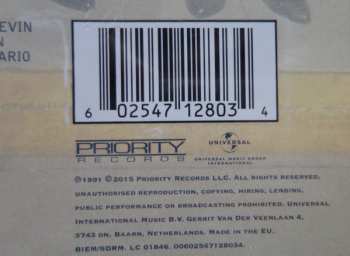 EVIN
N
ARIO
6 02547 12803 4
PRIORITY
RECORDS
UNIVERSAL
UNIVERSAL MUSIC GROUP
INTERNATIONAL
℗1991 ©2015 PRIORITY RECORDS LLC. ALL RIGHTS RESERVED.
UNAUTHORISED REPRODUCTION, COPYING, HIRING, LENDING,
PUBLIC PERFORMANCE OR BROADCASTING PROHIBITED. UNIVERSAL
INTERNATIONAL MUSIC B.V. GERRIT VAN DER VEENLAAN 4,
3743 DN, BAARN, NETHERLANDS. MADE IN THE EU.
BIEM/SDRM. LC 01846. 00602547128034.